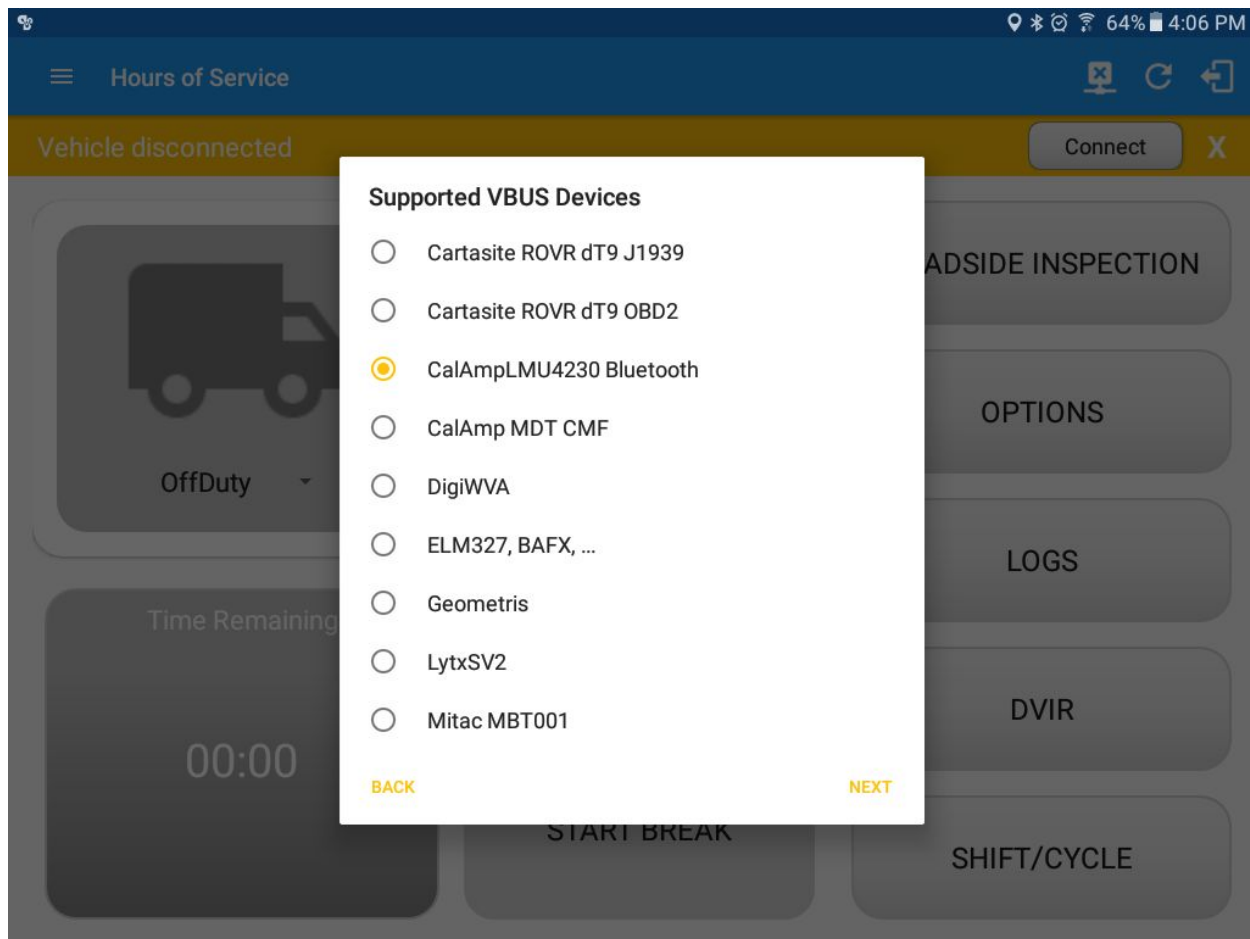 64% 4:06 PM
Hours of Service
Vehicle disconnected
Connect X
Supported VBUS Devices
Cartasite ROVR dT9 J1939
Cartasite ROVR dT9 OBD2
CalAmpLMU4230 Bluetooth
CalAmp MDT CMF
DigiWVA
ELM327, BAFX, ...
Geometris
LytxSV2
Mitac MBT001
BACK NEXT
OffDuty
Time Remaining
00:00
START BREAK
ADSIDE INSPECTION
OPTIONS
LOGS
DVIR
SHIFT/CYCLE